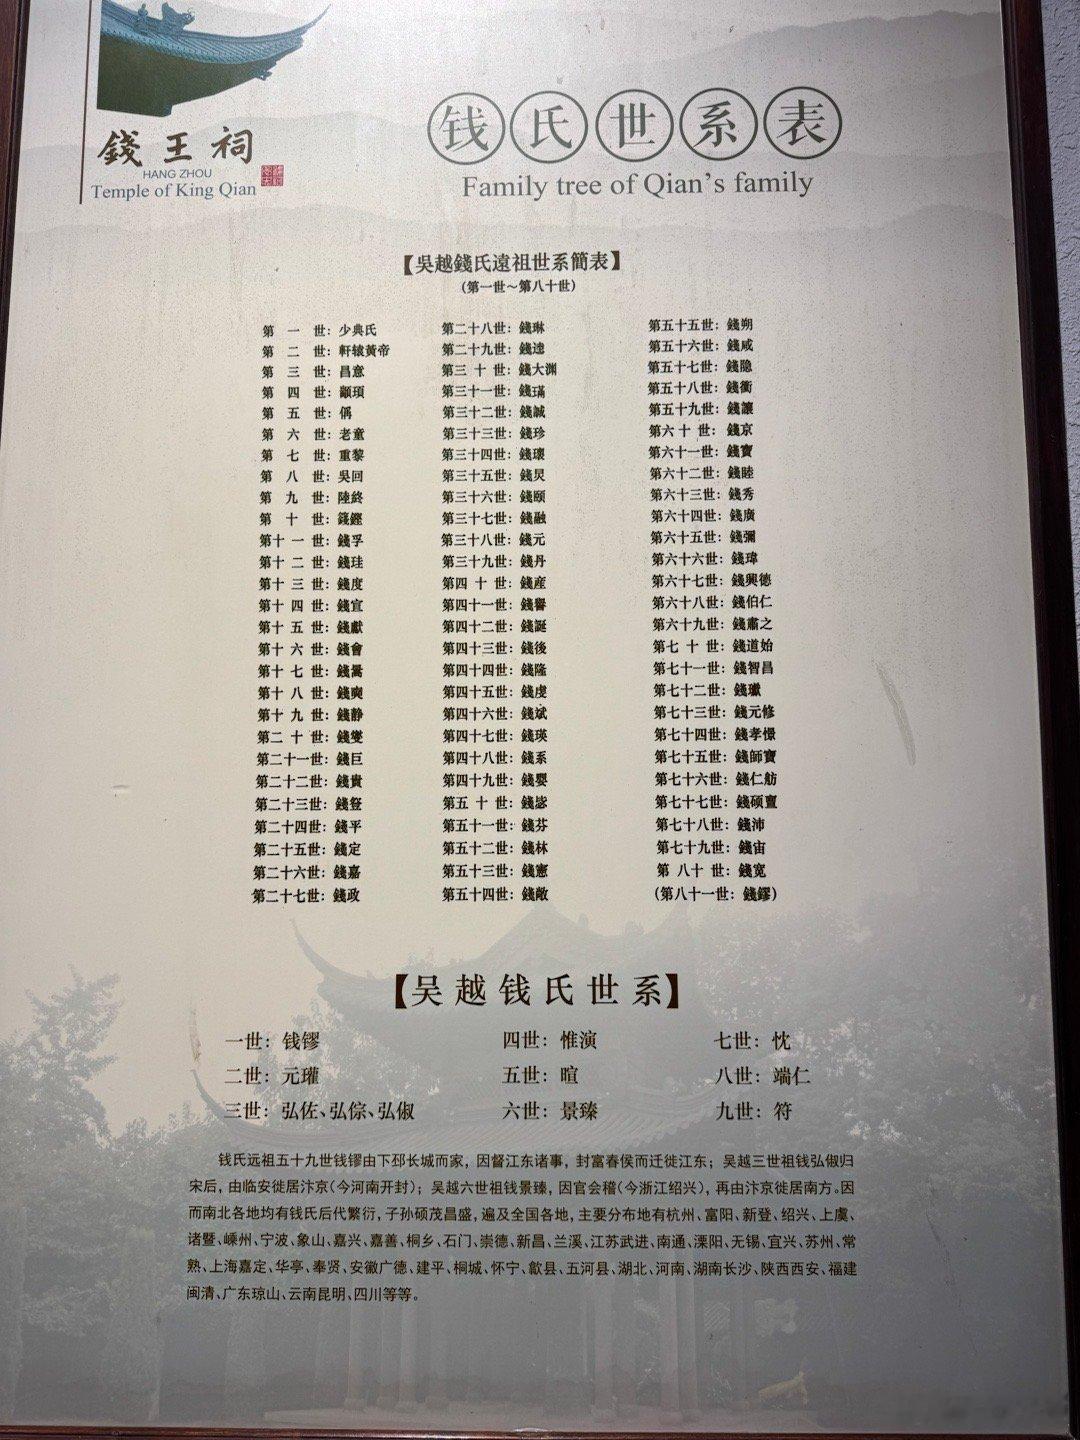 錢王祠
HANG ZHOU
Temple of King Qian
钱氏世系表
Family tree of Qian's family
【吳越錢氏遠祖世系簡表】
(第一世～第八十世)
第一世：少典氏
第二世：軒辕黃帝
第三世：昌意
第四世：顓頊
第五世：偁
第六世：老童
第七世：重黎
第八世：吳回
第九世：陸終
第十世：籛鏗
第十一世：錢孚
第十二世：錢珪
第十三世：錢度
第十四世：錢宣
第十五世：錢獻
第十六世：錢會
第十七世：錢暠
第十八世：錢奭
第十九世：錢静
第二十世：錢燮
第二十一世：錢巨
第二十二世：錢貴
第二十三世：錢
第二十四世：錢平
第二十五世：錢定
第二十六世：錢嘉
第二十七世：錢政
第二十八世：錢琳
第二十九世：錢逵
第三十世：錢大渊
第三十一世：錢璊
第三十二世：錢誠
第三十三世：錢珍
第三十四世：錢環
第三十五世：錢炅
第三十六世：錢颐
第三十七世：錢融
第三十八世：錢元
第三十九世：錢丹
第四十世：錢産
第四十一世：錢譽
第四十二世：錢誕
第四十三世：錢後
第四十四世：錢隆
第四十五世：錢虔
第四十六世：錢斌
第四十七世：錢瑛
第四十八世：錢系
第四十九世：錢嬰
第五十世：錢
第五十一世：錢芬
第五十二世：錢林
第五十三世：錢憲
第五十四世：錢敞
第五十五世：錢朔
第五十六世：錢咸
第五十七世：錢隐
第五十八世：錢衝
第五十九世：錢讓
第六十世：錢京
第六十一世：錢寶
第六十二世：錢睦
第六十三世：錢秀
第六十四世：錢廣
第六十五世：錢彌
第六十六世：錢瑋
第六十七世：錢興德
第六十八世：錢伯仁
第六十九世：錢肅之
第七十世：錢道始
第七十一世：錢智昌
第七十二世：錢
第七十三世：錢元修
第七十四世：錢孝憬
第七十五世：錢師寶
第七十六世：錢仁舫
第七十七世：錢硕亶
第七十八世：錢沛
第七十九世：錢宙
第八十世：錢宽
(第八十一世：錢鏐)
【吴越钱氏世系】
一世：钱镠
二世：元瓘
三世：弘佐、弘倧、弘俶
四世：惟演
五世：暄
六世：景臻
七世：忱
八世：端仁
九世：符
钱氏远祖五十九世钱镠由下邳长城而家，因督江东诸事，封富春侯而迁徙江东；吴越三世祖钱弘俶归
宋后，由临安徙居汴京(今河南开封)；吴越六世祖钱景臻，因官会稽(今浙江绍兴)，再由汴京徙居南方。因
而南北各地均有钱氏后代繁衍，子孙硕茂昌盛，遍及全国各地，主要分布地有杭州、富阳、新登、绍兴、上虞、
诸暨、嵊州、宁波、象山、嘉兴、嘉善、桐乡、石门、崇德、新昌、兰溪、江苏武进、南通、溧阳、无锡、宜兴、苏州、常
熟、上海嘉定、华亭、奉贤、安徽广德、建平、桐城、怀宁、歙县、五河县、湖北、河南、湖南长沙、陕西西安、福建
闽清、广东琼山、云南昆明、四川等等。